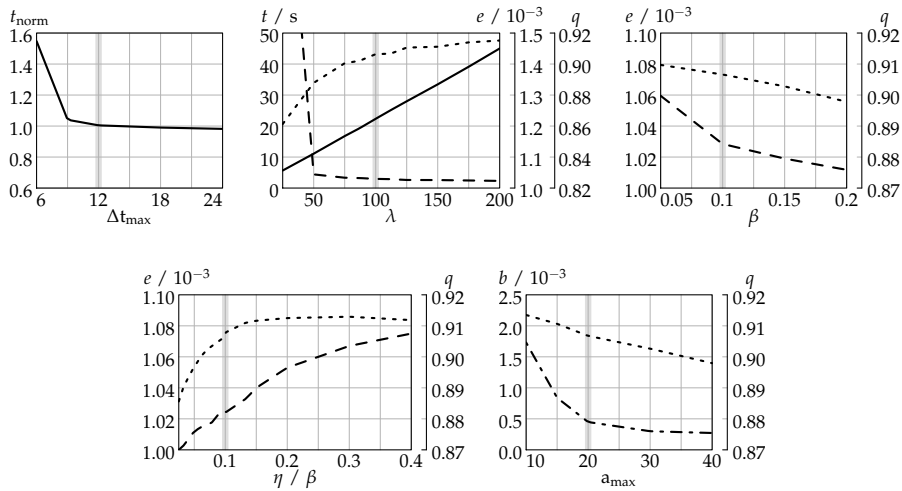 t_norm
1.6
1.4
1.2
1.0
0.8
0.6
6 12 18 24
Δt_max
t / s e / 10⁻³ q
50 1.5 0.92
40 1.4 0.90
30 1.3 0.88
20 1.2 0.86
10 1.1 0.84
0 1.0 0.82
50 100 150 200
λ
e / 10⁻³ q
1.10 0.92
1.08 0.91
1.06 0.90
1.04 0.89
1.02 0.88
1.00 0.87
0.05 0.1 0.15 0.2
β
e / 10⁻³ q
1.10 0.92
1.08 0.91
1.06 0.90
1.04 0.89
1.02 0.88
1.00 0.87
0.1 0.2 0.3 0.4
η / β
b / 10⁻³ q
2.5 0.92
2.0 0.91
1.5 0.90
1.0 0.89
0.5 0.88
0.0 0.87
10 20 30 40
a_max